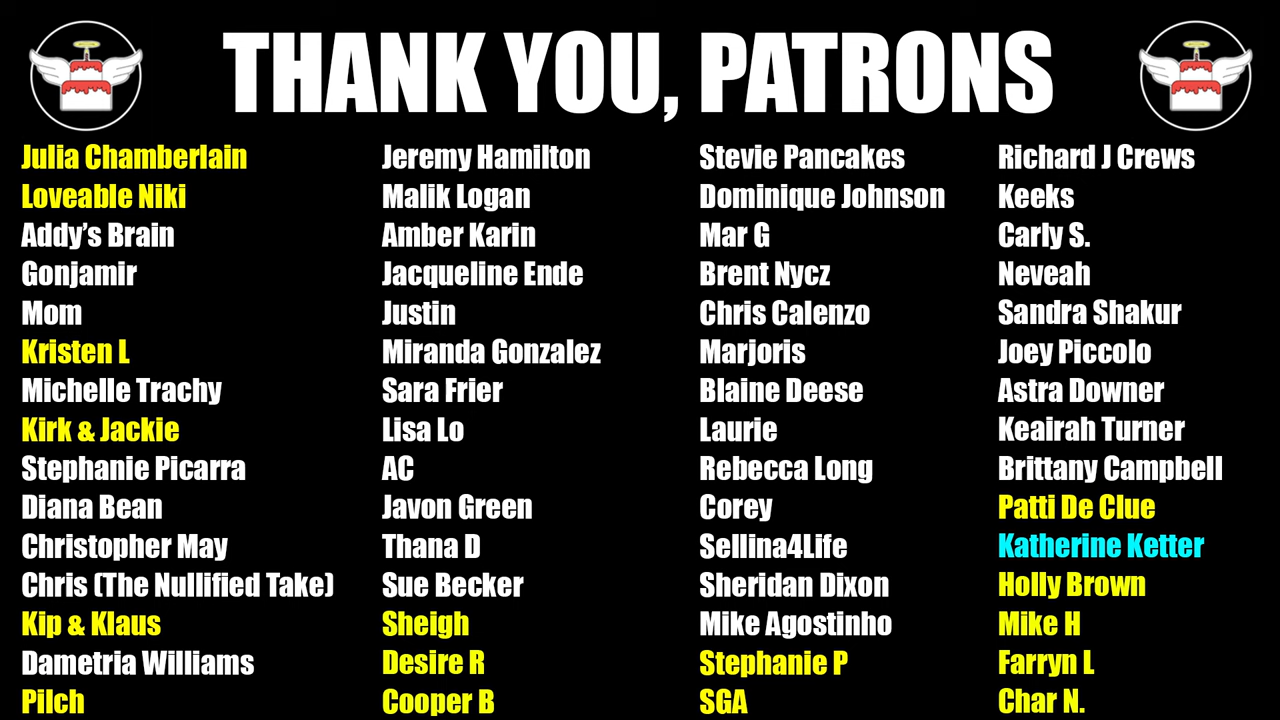 THANK YOU, PATRONS
Julia Chamberlain
Loveable Niki
Addy’s Brain
Gonjamir
Mom
Kristen L
Michelle Trachy
Kirk & Jackie
Stephanie Picarra
Diana Bean
Christopher May
Chris (The Nullified Take)
Kip & Klaus
Dametria Williams
Pilch
Jeremy Hamilton
Malik Logan
Amber Karin
Jacqueline Ende
Justin
Miranda Gonzalez
Sara Frier
Lisa Lo
AC
Javon Green
Thana D
Sue Becker
Sheigh
Desire R
Cooper B
Stevie Pancakes
Dominique Johnson
Mar G
Brent Nycz
Chris Calenzo
Marjoris
Blaine Deese
Laurie
Rebecca Long
Corey
Sellina4Life
Sheridan Dixon
Mike Agostinho
Stephanie P
SGA
Richard J Crews
Keeks
Carly S.
Neveah
Sandra Shakur
Joey Piccolo
Astra Downer
Keairah Turner
Brittany Campbell
Patti De Clue
Katherine Ketter
Holly Brown
Mike H
Farryn L
Char N.